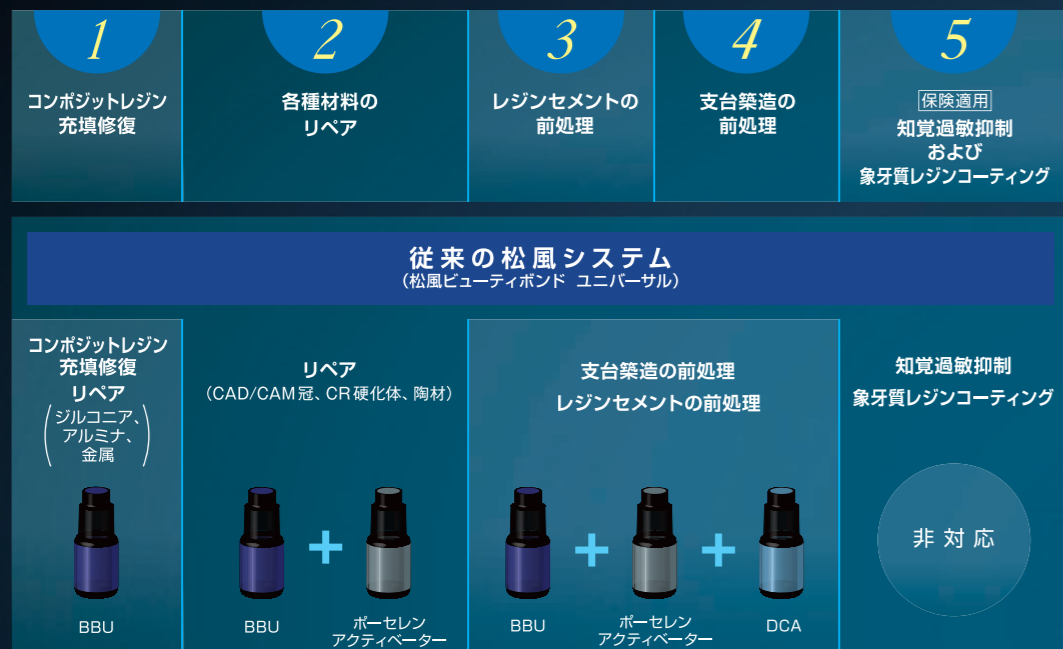 1
コンポジットレジン
充填修復
2
各種材料の
リペア
3
レジンセメントの
前処理
4
支台築造の
前処理
5
保険適用
知覚過敏抑制
および
象牙質レジンコーティング
従来の松風システム
(松風ビューティボンド ユニバーサル)
コンポジットレジン
充填修復
リペア
(ジルコニア、
アルミナ、
金属)
BBU
リペア
(CAD/CAM冠、CR硬化体、陶材)
BBU
+
ポーセレン
アクティベーター
支台築造の前処理
レジンセメントの前処理
BBU
+
ポーセレン
アクティベーター
+
DCA
知覚過敏抑制
象牙質レジンコーティング
非対応